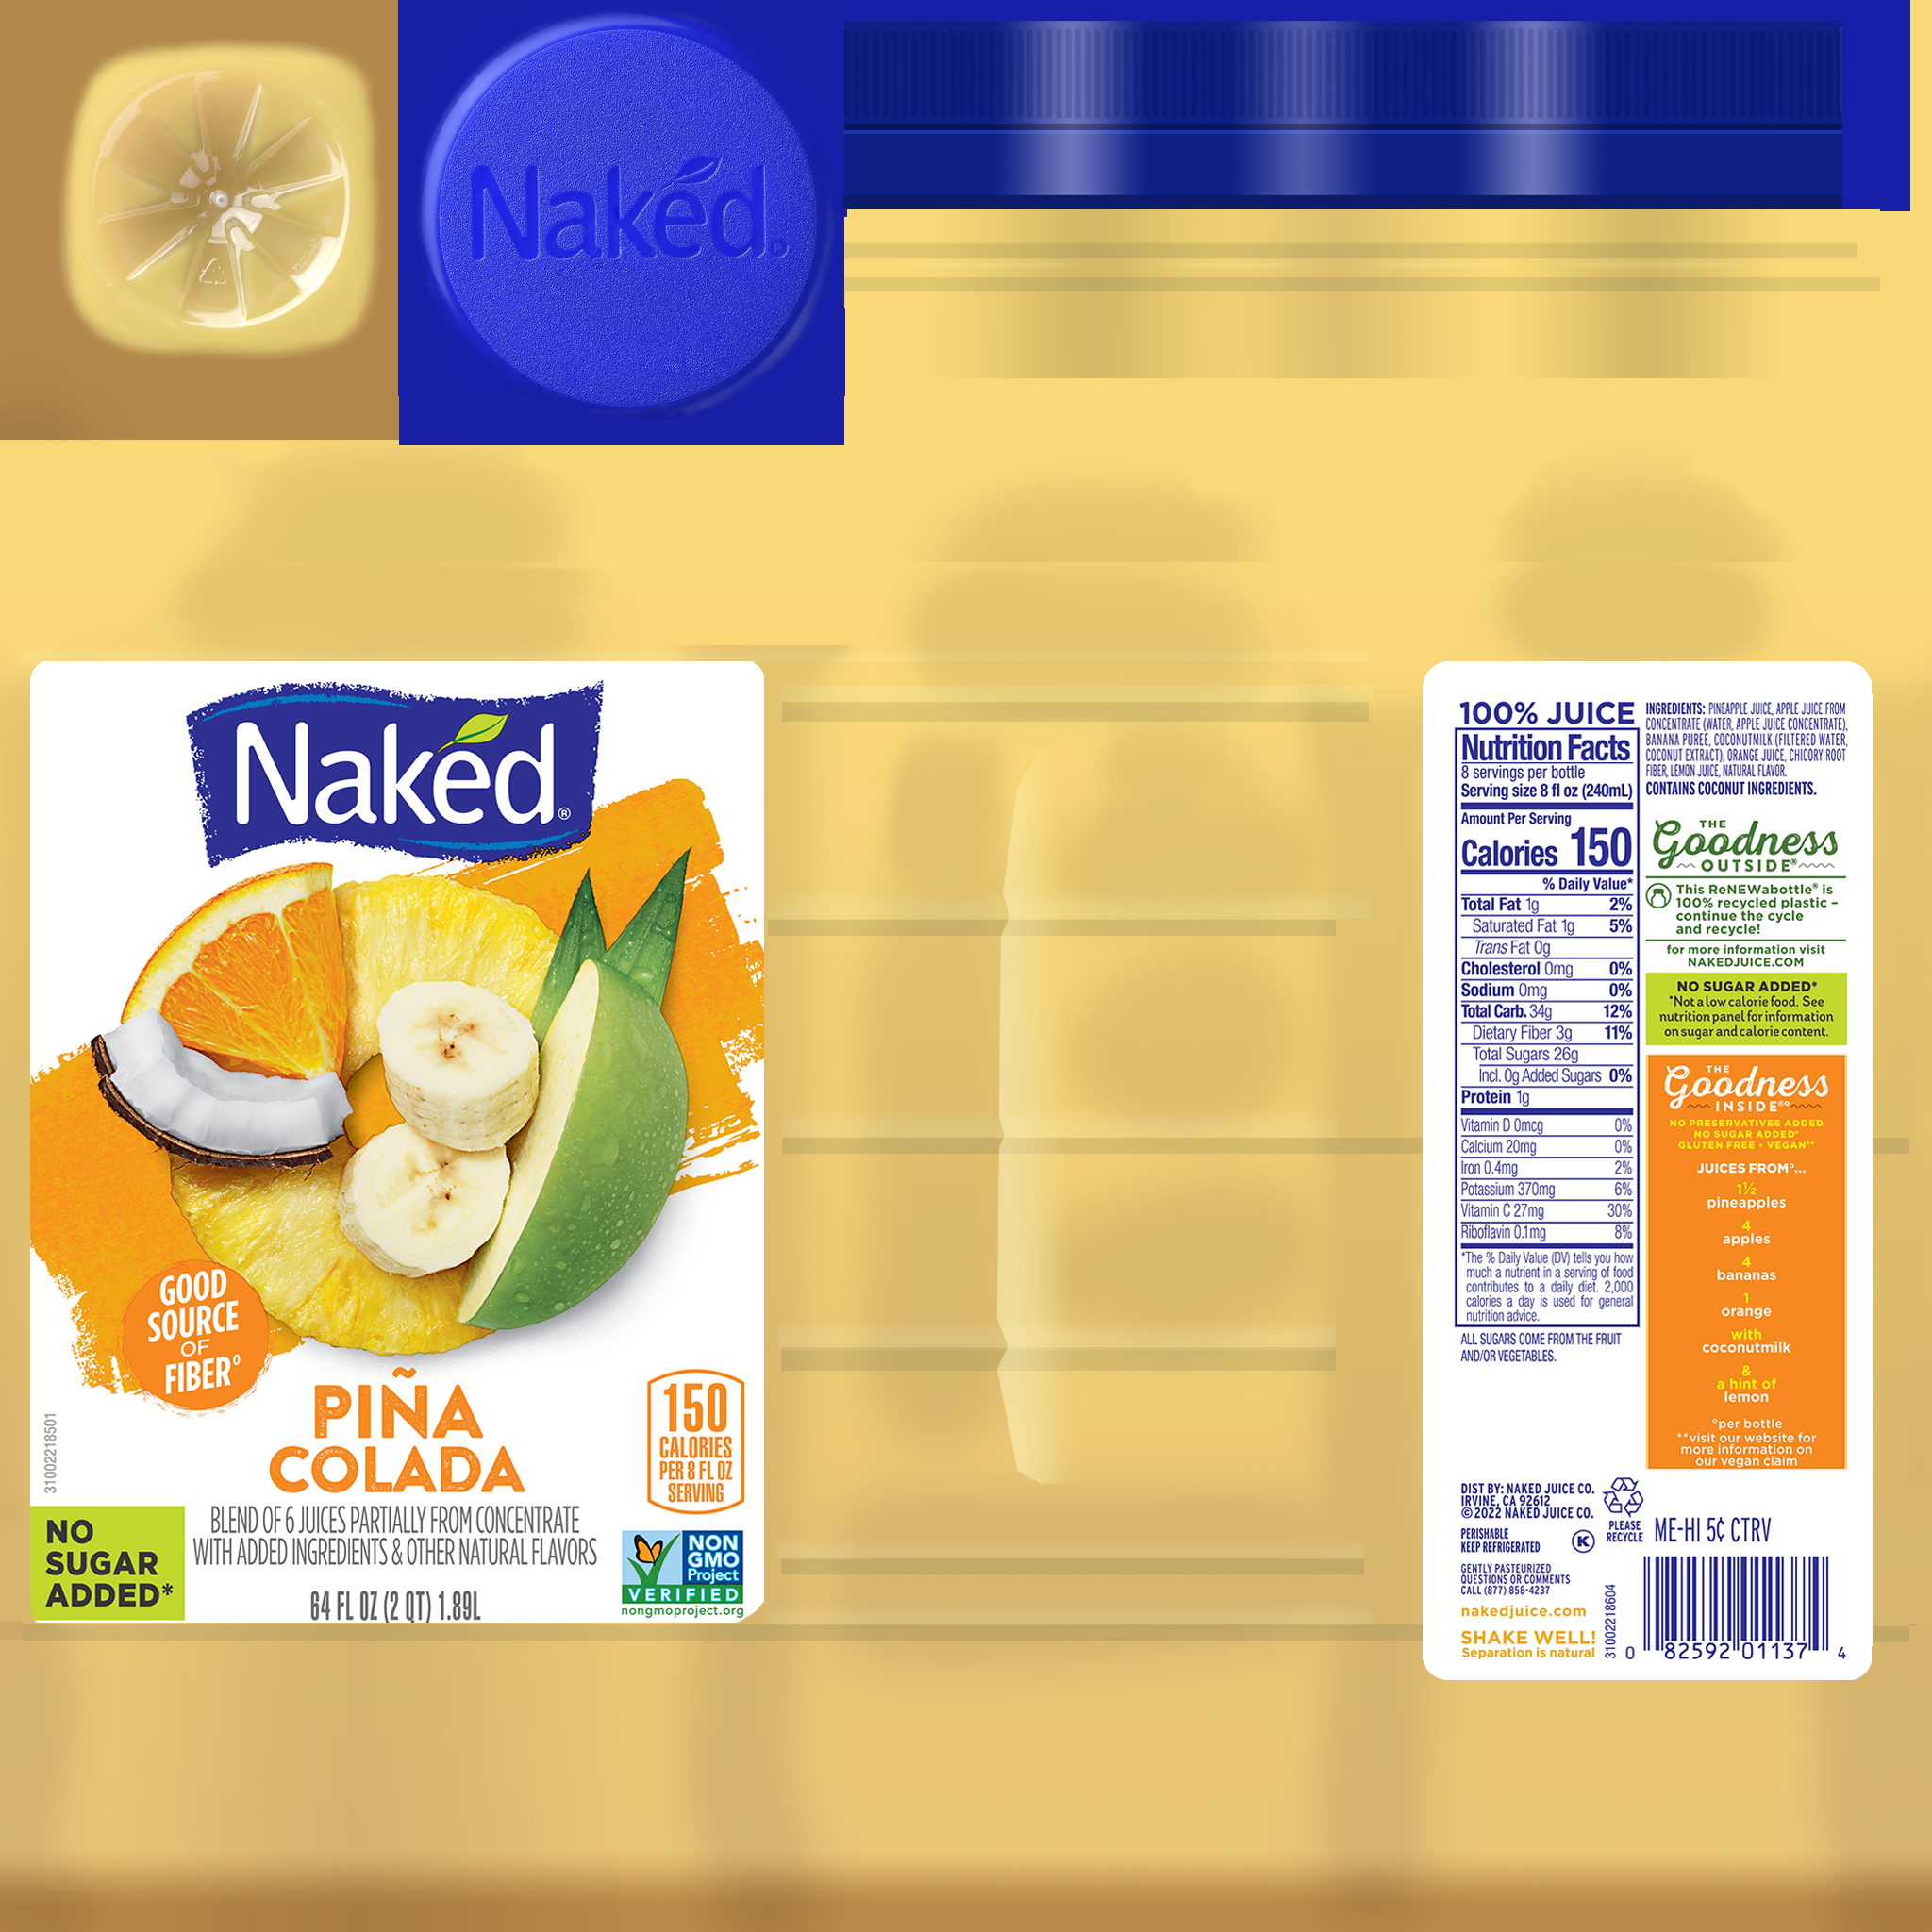 Naked®
Naked®
GOOD
SOURCE
OF
FIBER°
PIÑA
COLADA
150
CALORIES
PER 8 FL OZ
SERVING
31002218501
NO
SUGAR
ADDED*
BLEND OF 6 JUICES PARTIALLY FROM CONCENTRATE
WITH ADDED INGREDIENTS & OTHER NATURAL FLAVORS
64 FL OZ (2 QT) 1.89L
NON
GMO
Project
VERIFIED
nongmoproject.org
100% JUICE
Nutrition Facts
8 servings per bottle
Serving size 8 fl oz (240mL)
Amount Per Serving
Calories 150
% Daily Value*
Total Fat 1g 2%
Saturated Fat 1g 5%
Trans Fat 0g
Cholesterol 0mg 0%
Sodium 0mg 0%
Total Carb. 34g 12%
Dietary Fiber 3g 11%
Total Sugars 26g
Incl. 0g Added Sugars 0%
Protein 1g
Vitamin D 0mcg 0%
Calcium 20mg 0%
Iron 0.4mg 2%
Potassium 370mg 6%
Vitamin C 27mg 30%
Riboflavin 0.1mg 8%
*The % Daily Value (DV) tells you how
much a nutrient in a serving of food
contributes to a daily diet. 2,000
calories a day is used for general
nutrition advice.
ALL SUGARS COME FROM THE FRUIT
AND/OR VEGETABLES.
INGREDIENTS: PINEAPPLE JUICE, APPLE JUICE FROM
CONCENTRATE (WATER, APPLE JUICE CONCENTRATE),
BANANA PUREE, COCONUTMILK (FILTERED WATER,
COCONUT EXTRACT), ORANGE JUICE, CHICORY ROOT
FIBER, LEMON JUICE, NATURAL FLAVOR.
CONTAINS COCONUT INGREDIENTS.
THE
Goodness
OUTSIDE®
This ReNEWabottle® is
100% recycled plastic –
continue the cycle
and recycle!
for more information visit
NAKEDJUICE.COM
NO SUGAR ADDED*
*Not a low calorie food. See
nutrition panel for information
on sugar and calorie content.
THE
Goodness
INSIDE®°
NO PRESERVATIVES ADDED
NO SUGAR ADDED*
GLUTEN FREE • VEGAN**
JUICES FROM°...
1½
pineapples
4
apples
4
bananas
1
orange
with
coconutmilk
&
a hint of
lemon
°per bottle
**visit our website for
more information on
our vegan claim
DIST BY: NAKED JUICE CO.
IRVINE, CA 92612
©2022 NAKED JUICE CO.
PERISHABLE
KEEP REFRIGERATED
K
PLEASE
RECYCLE
ME-HI 5¢ CTRV
GENTLY PASTEURIZED
QUESTIONS OR COMMENTS
CALL (877) 858-4237
nakedjuice.com
SHAKE WELL!
Separation is natural
31002218604
0 82592 01137 4